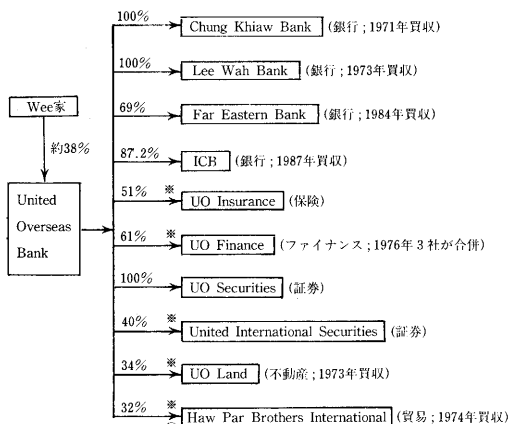 100%
Chung Khiaw Bank (銀行;1971年買収)
100%
Lee Wah Bank (銀行;1973年買収)
Wee家
69%
Far Eastern Bank (銀行;1984年買収)
約38%
87.2%
ICB (銀行;1987年買収)
United
Overseas
Bank
51% ※
UO Insurance (保険)
61% ※
UO Finance (ファイナンス;1976年3社が合併)
100%
UO Securities (証券)
40% ※
United International Securities (証券)
34% ※
UO Land (不動産;1973年買収)
32% ※
Haw Par Brothers International (貿易;1974年買収)